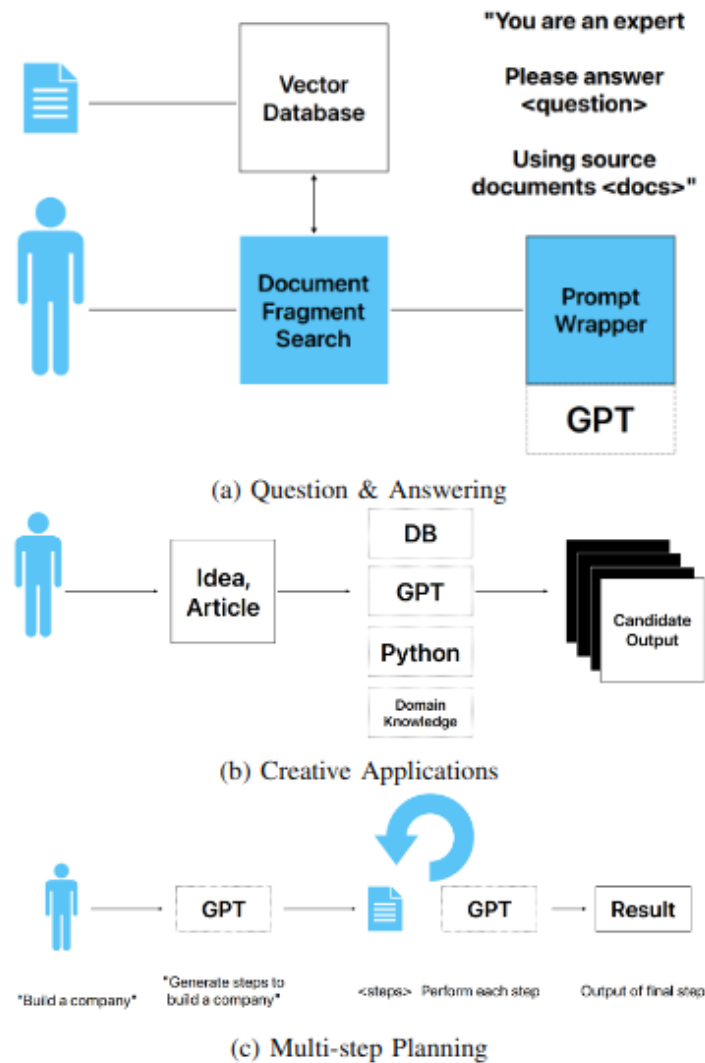 "You are an expert
Please answer
<question>
Using source
documents <docs>"
Vector
Database
Document
Fragment
Search
Prompt
Wrapper
GPT
(a) Question & Answering
Idea,
Article
DB
GPT
Python
Domain
Knowledge
Candidate
Output
(b) Creative Applications
GPT
GPT
Result
"Build a company"
"Generate steps to
build a company"
<steps>
Perform each step
Output of final step
(c) Multi-step Planning